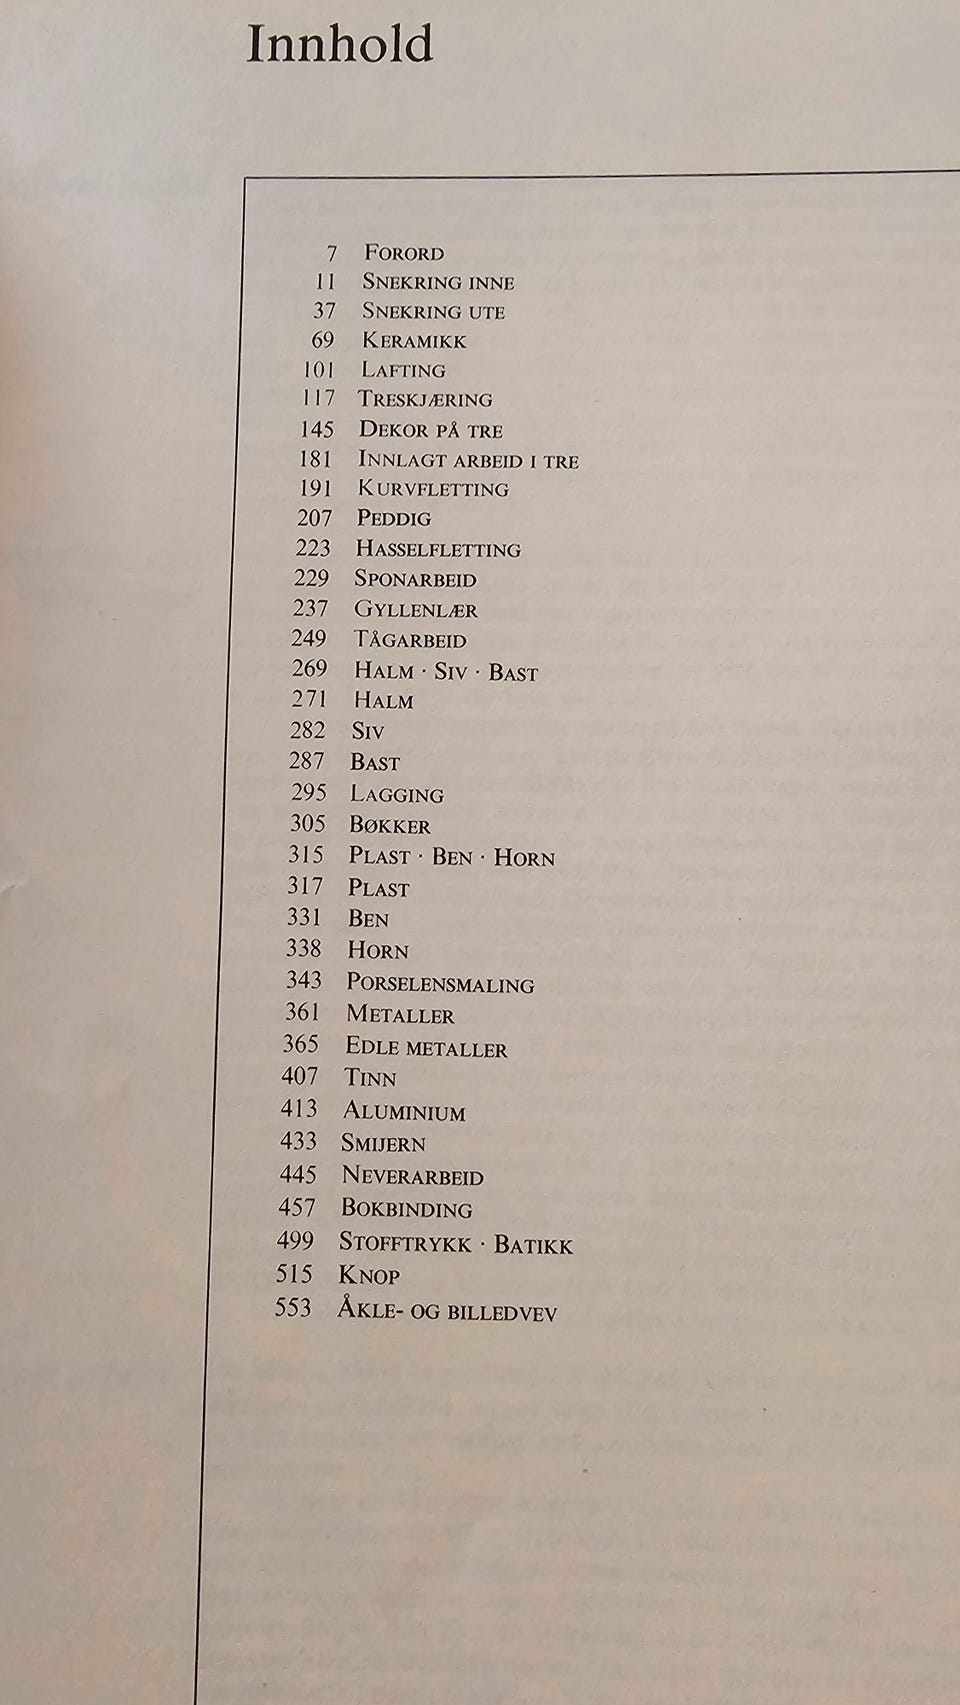 Innhold
7 FORORD
11 SNEKRING INNE
37 SNEKRING UTE
69 KERAMIKK
101 LAFTING
117 TRESKJÆRING
145 DEKOR PÅ TRE
181 INNLAGT ARBEID I TRE
191 KURVFLETTING
207 PEDDIG
223 HASSELFLETTING
229 SPONARBEID
237 GYLLENLÆR
249 TÅGARBEID
269 HALM · SIV · BAST
271 HALM
282 SIV
287 BAST
295 LAGGING
305 BØKKER
315 PLAST · BEN · HORN
317 PLAST
331 BEN
338 HORN
343 PORSELENSMALING
361 METALLER
365 EDLE METALLER
407 TINN
413 ALUMINIUM
433 SMIJERN
445 NEVERARBEID
457 BOKBINDING
499 STOFFTRYKK · BATIKK
515 KNOP
553 ÅKLE- OG BILLEDVEV